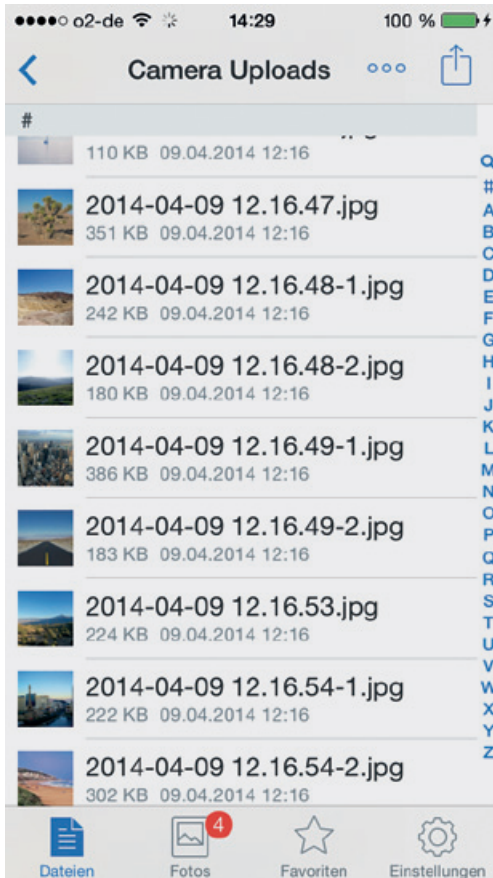 o2-de 14:29 100 %
Camera Uploads
#
110 KB 09.04.2014 12:16
2014-04-09 12.16.47.jpg
351 KB 09.04.2014 12:16
2014-04-09 12.16.48-1.jpg
242 KB 09.04.2014 12:16
2014-04-09 12.16.48-2.jpg
180 KB 09.04.2014 12:16
2014-04-09 12.16.49-1.jpg
386 KB 09.04.2014 12:16
2014-04-09 12.16.49-2.jpg
183 KB 09.04.2014 12:16
2014-04-09 12.16.53.jpg
224 KB 09.04.2014 12:16
2014-04-09 12.16.54-1.jpg
222 KB 09.04.2014 12:16
2014-04-09 12.16.54-2.jpg
302 KB 09.04.2014 12:16
#
A
B
C
D
E
F
G
H
I
J
K
L
M
N
O
P
Q
R
S
T
U
V
W
X
Y
Z
4
Dateien Fotos Favoriten Einstellungen